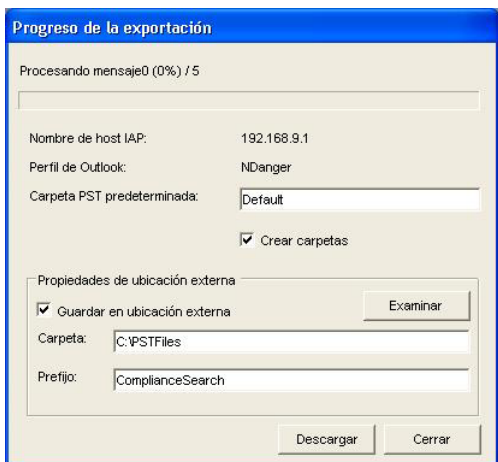 Progreso de la exportación
Procesando mensaje0 (0%) / 5
Nombre de host IAP: 192.168.9.1
Perfil de Outlook: NDanger
Carpeta PST predeterminada: Default
Crear carpetas
Propiedades de ubicación externa
Guardar en ubicación externa Examinar
Carpeta: C:\PSTFiles
Prefijo: ComplianceSearch
Descargar Cerrar